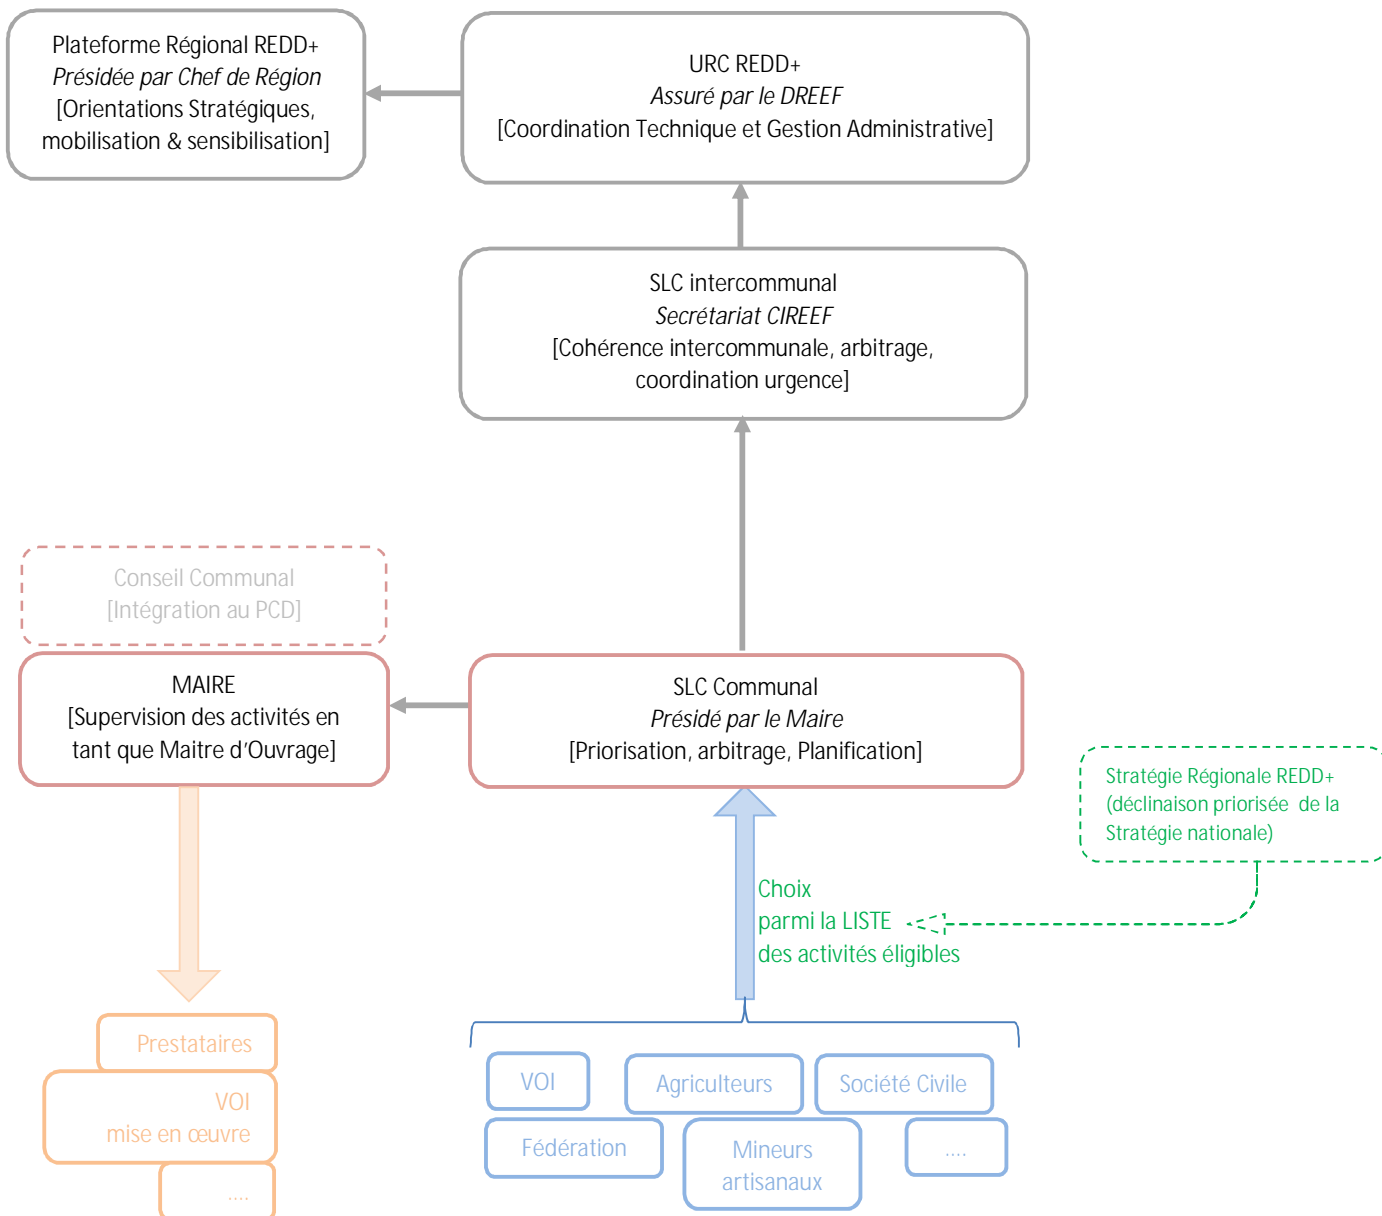 Plateforme Régional REDD+
Présidée par Chef de Région
[Orientations Stratégiques,
mobilisation & sensibilisation]
URC REDD+
Assuré par le DREEF
[Coordination Technique et Gestion Administrative]
SLC intercommunal
Secrétariat CIREEF
[Cohérence intercommunale, arbitrage,
coordination urgence]
Conseil Communal
[Intégration au PCD]
MAIRE
[Supervision des activités en
tant que Maitre d'Ouvrage]
SLC Communal
Présidé par le Maire
[Priorisation, arbitrage, Planification]
Stratégie Régionale REDD+
(déclinaison priorisée de la
Stratégie nationale)
Choix
parmi la LISTE
des activités éligibles
Prestataires
VOI
mise en œuvre
....
VOI
Agriculteurs
Société Civile
Fédération
Mineurs
artisanaux
....